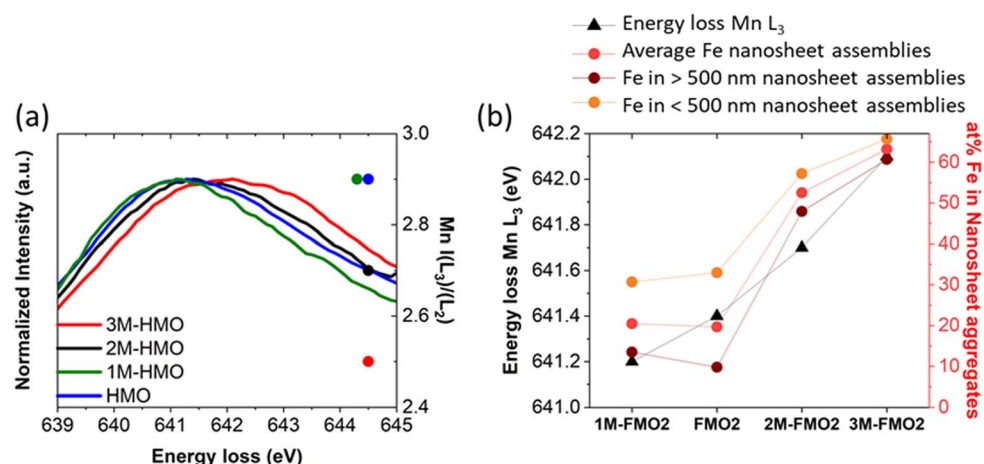 Energy loss Mn L3
Average Fe nanosheet assemblies
Fe in > 500 nm nanosheet assemblies
Fe in < 500 nm nanosheet assemblies
(a)
Normalized Intensity (a.u.)
3M-HMO
2M-HMO
1M-HMO
HMO
639 640 641 642 643 644 645
Energy loss (eV)
3.0
2.8
2.6
2.4
Mn I(L3)/(L2)
(b)
Energy loss Mn L3 (eV)
642.2
642.0
641.8
641.6
641.4
641.2
641.0
1M-FMO2 FMO2 2M-FMO2 3M-FMO2
60
50
40
30
20
10
0
at% Fe in Nanosheet aggregates